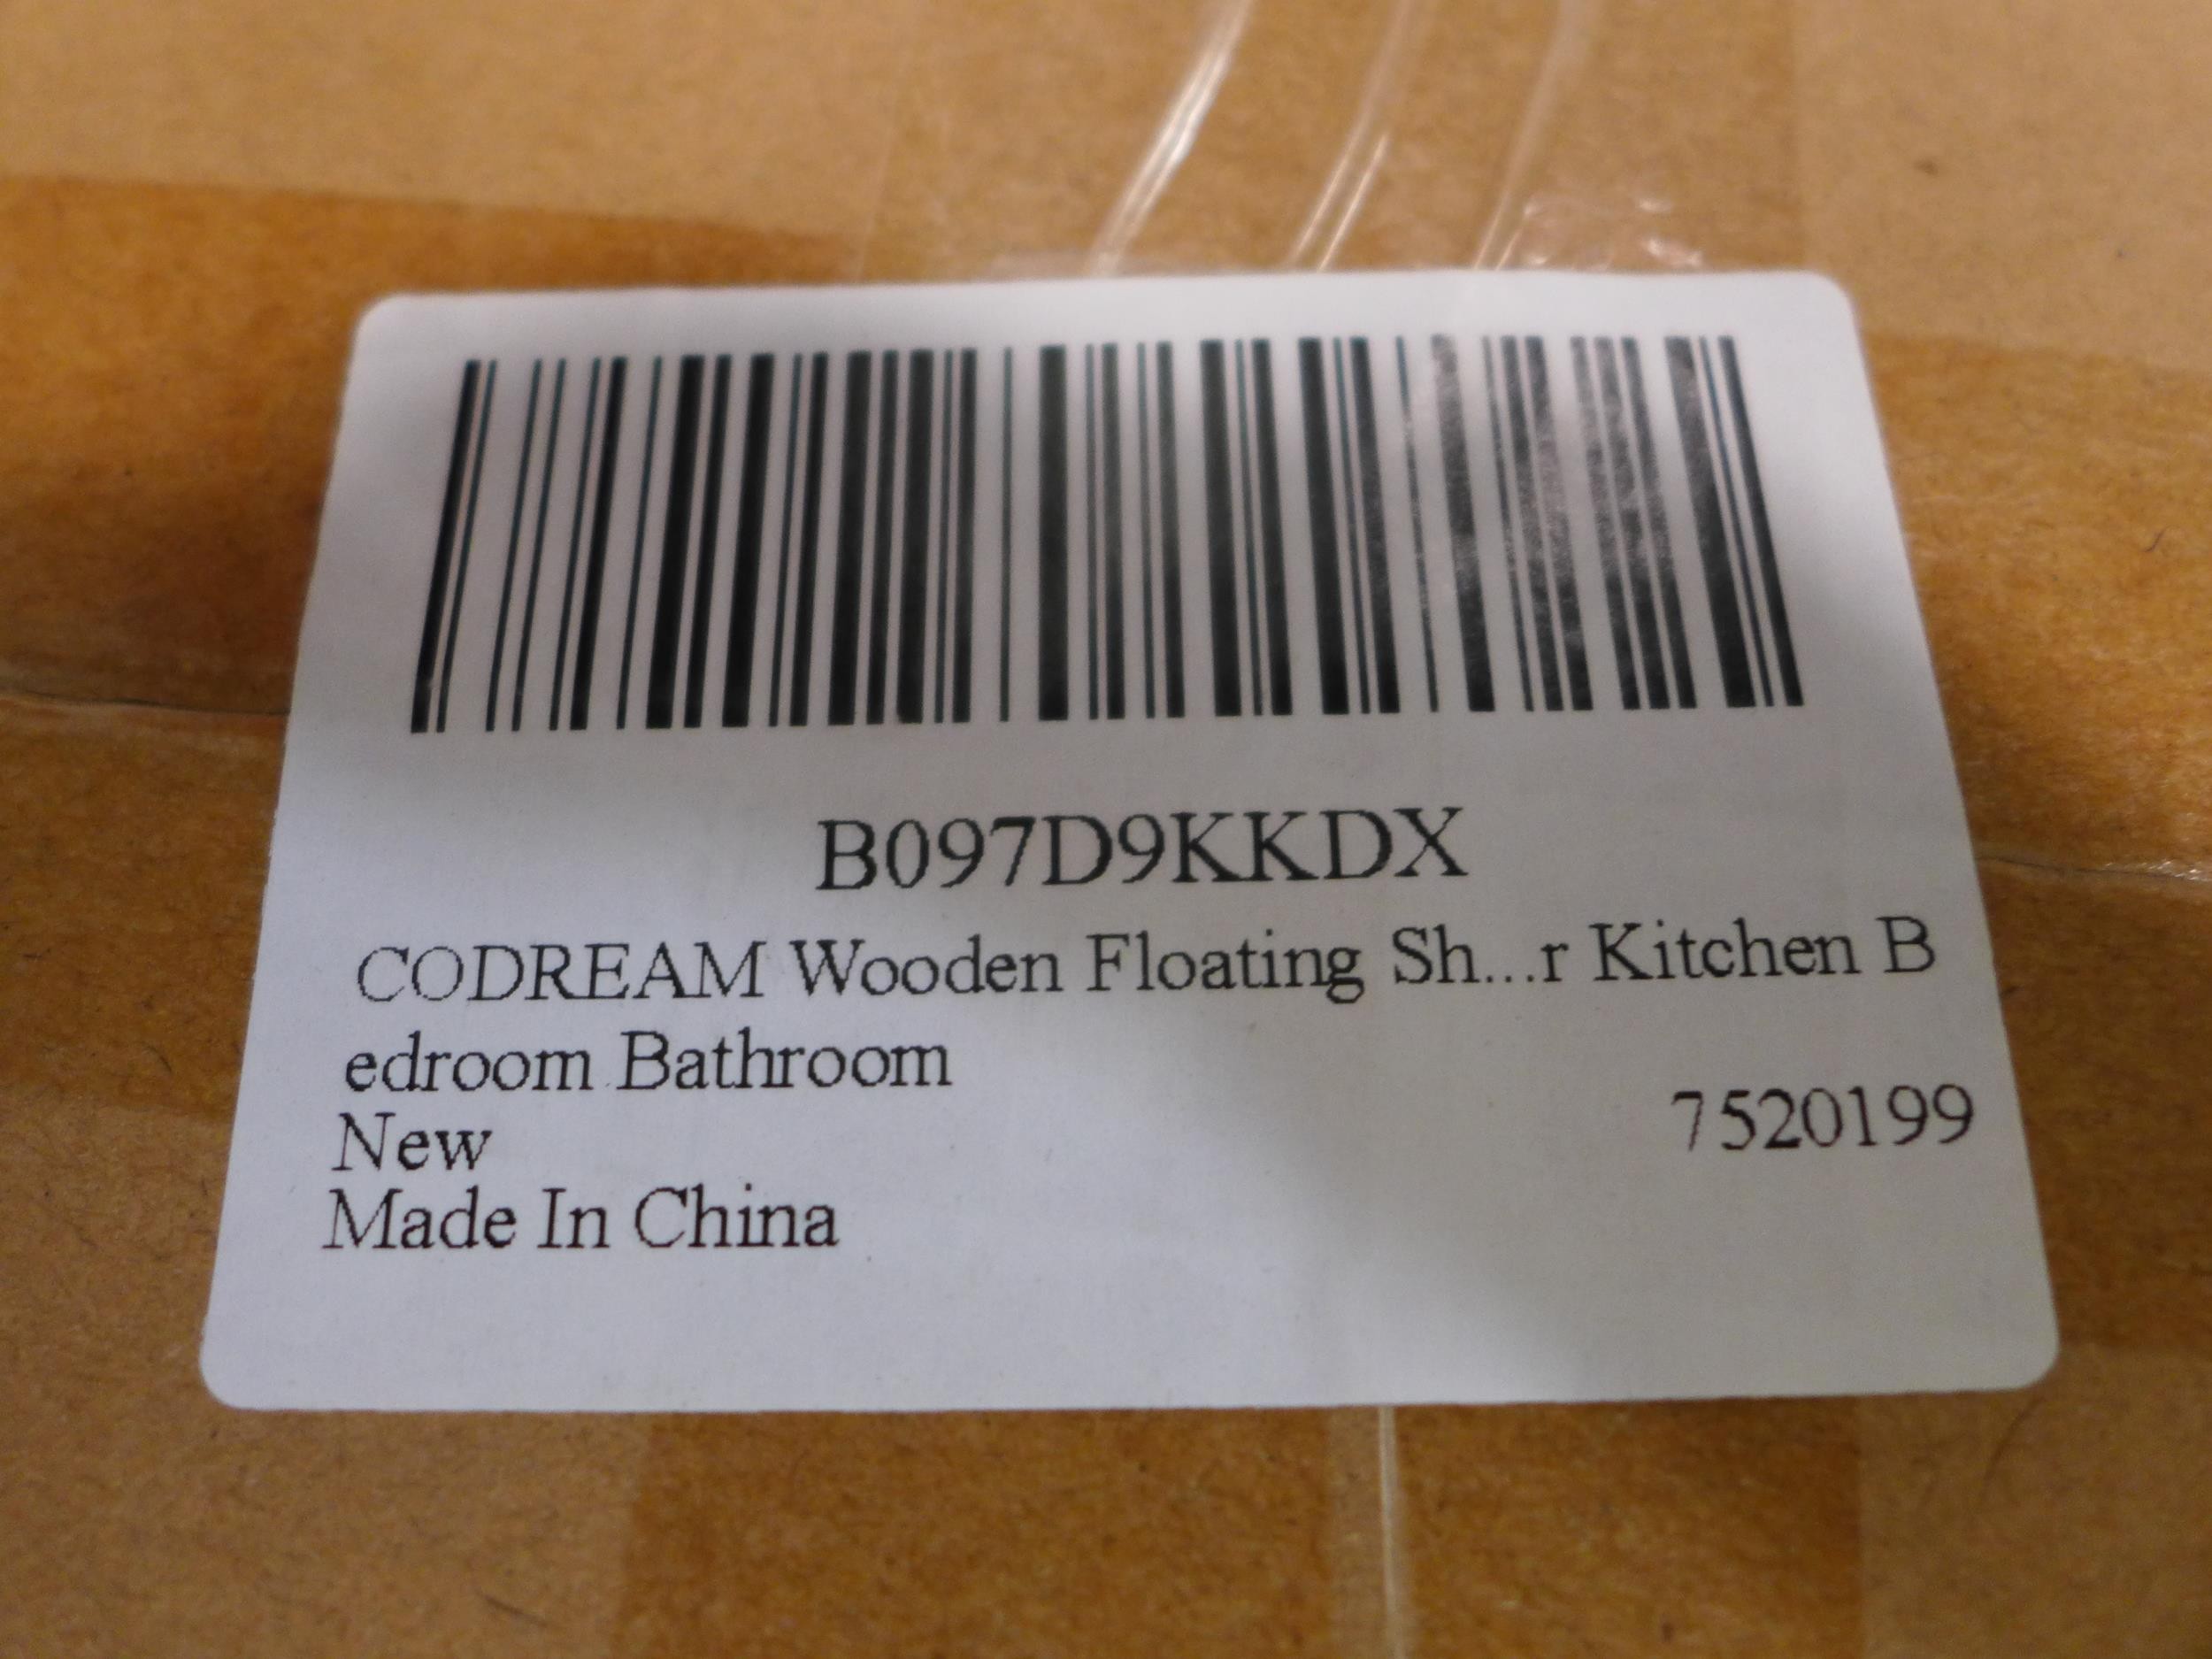 B097D9KKDX
CODREAM Wooden Floating Sh...r Kitchen B
edroom Bathroom
New
7520199
Made In China